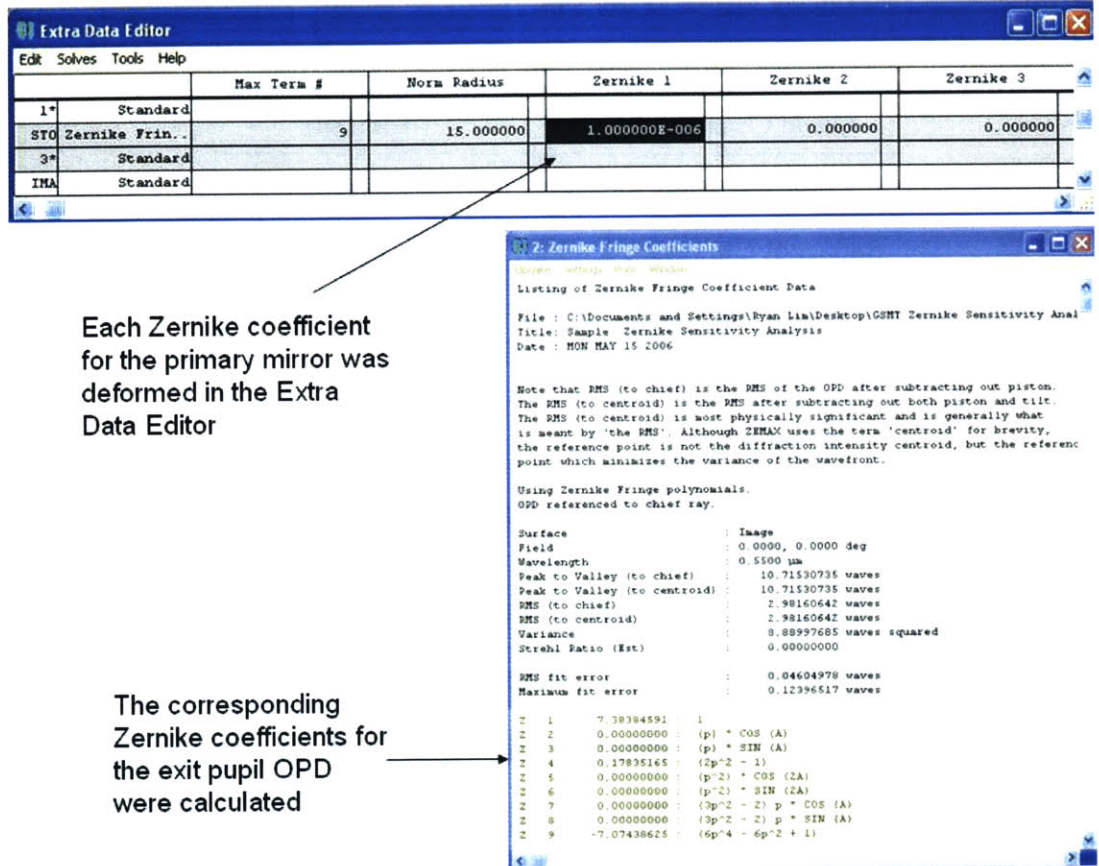 Extra Data Editor
Edit Solves Tools Help
Max Term # Norm Radius Zernike 1 Zernike 2 Zernike 3
1* Standard
STO Zernike Frin.. 9 15.000000 1.000000E-006 0.000000 0.000000
3* Standard
IMA Standard
Each Zernike coefficient
for the primary mirror was
deformed in the Extra
Data Editor
2: Zernike Fringe Coefficients
Update Settings Print Window
Listing of Zernike Fringe Coefficient Data
File : C:\Documents and Settings\Ryan Lim\Desktop\GSMT Zernike Sensitivity Anal
Title: Sample Zernike Sensitivity Analysis
Date : MON MAY 15 2006
Note that RMS (to chief) is the RMS of the OPD after subtracting out piston.
The RMS (to centroid) is the RMS after subtracting out both piston and tilt.
The RMS (to centroid) is most physically significant and is generally what
is meant by 'the RMS'. Although ZEMAX uses the term 'centroid' for brevity,
the reference point is not the diffraction intensity centroid, but the referenc
point which minimizes the variance of the wavefront.
Using Zernike Fringe polynomials.
OPD referenced to chief ray.
Surface : Image
Field : 0.0000, 0.0000 deg
Wavelength : 0.5500 µm
Peak to Valley (to chief) : 10.71530735 waves
Peak to Valley (to centroid) : 10.71530735 waves
RMS (to chief) : 2.98160642 waves
RMS (to centroid) : 2.98160642 waves
Variance : 8.88997685 waves squared
Strehl Ratio (Est) : 0.00000000
RMS fit error : 0.04604978 waves
Maximum fit error : 0.12396517 waves
Z 1 7.38384591 : 1
Z 2 0.00000000 : (p) * COS (A)
Z 3 0.00000000 : (p) * SIN (A)
Z 4 0.17835165 : (2p^2 - 1)
Z 5 0.00000000 : (p^2) * COS (2A)
Z 6 0.00000000 : (p^2) * SIN (2A)
Z 7 0.00000000 : (3p^2 - 2) p * COS (A)
Z 8 0.00000000 : (3p^2 - 2) p * SIN (A)
Z 9 -7.07438625 : (6p^4 - 6p^2 + 1)
The corresponding
Zernike coefficients for
the exit pupil OPD
were calculated